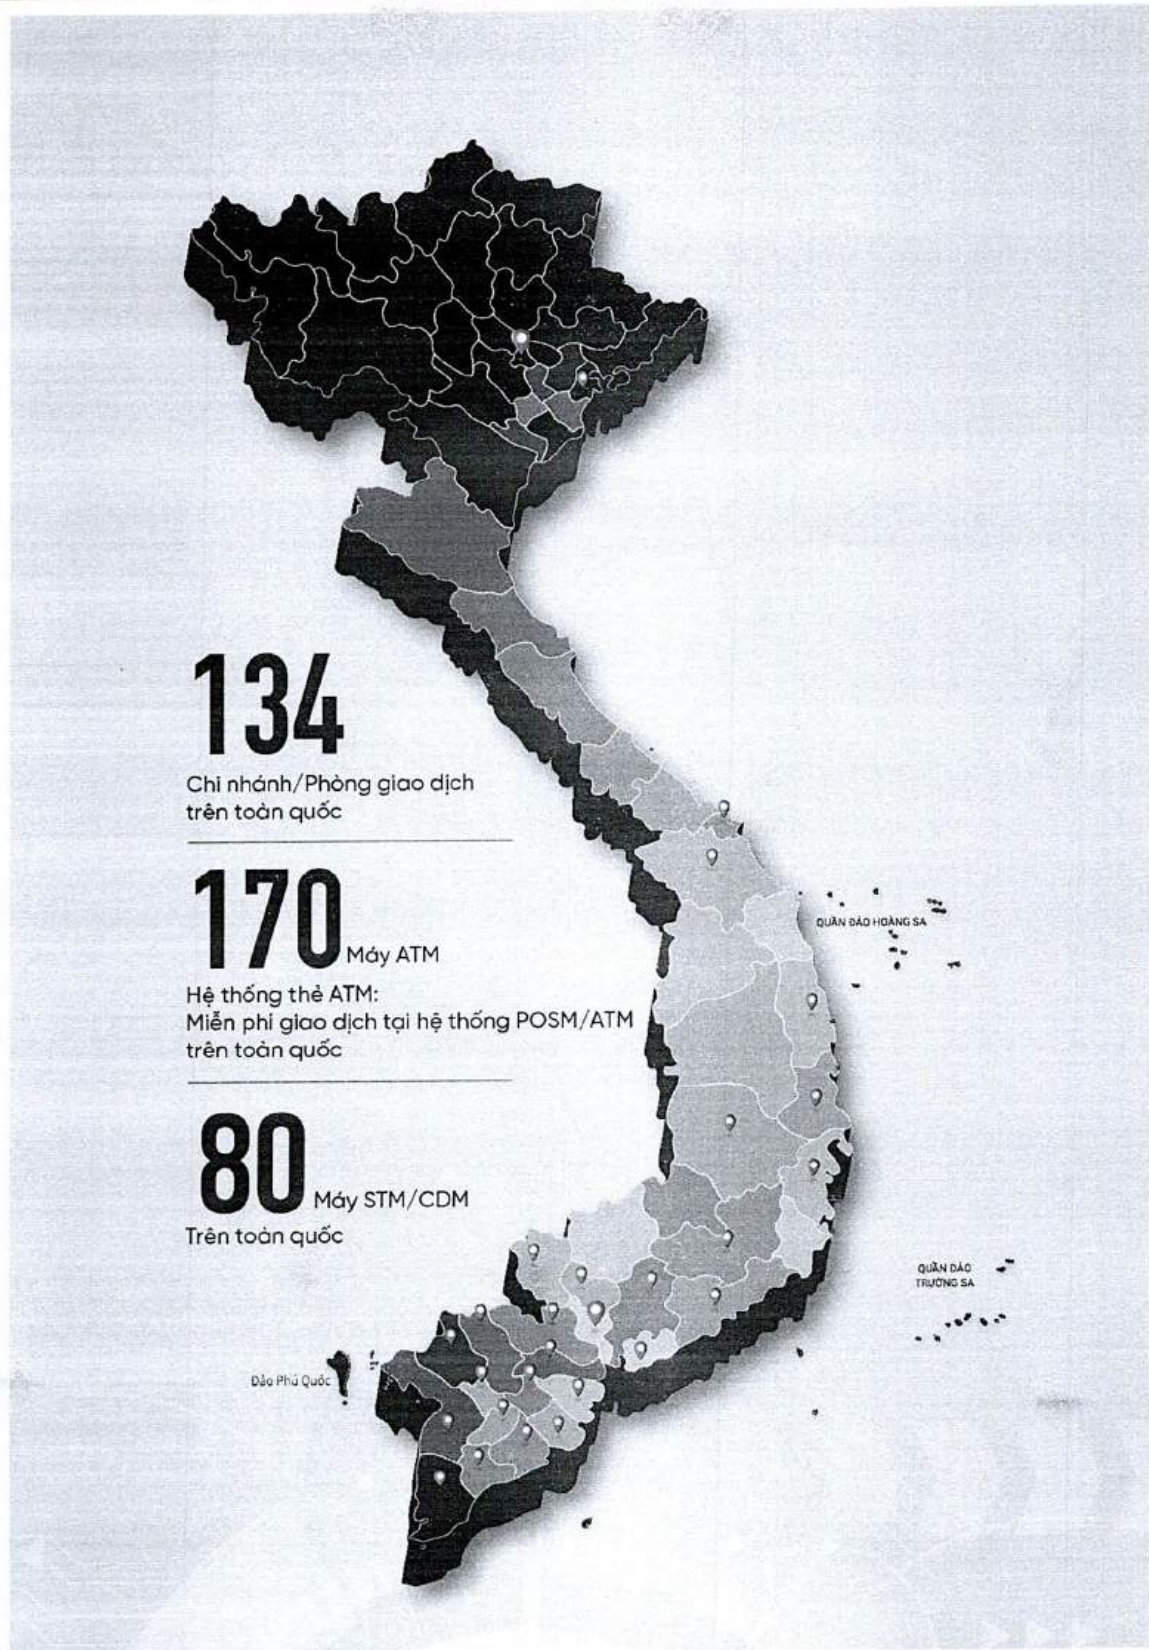 134
Chi nhánh/Phòng giao dịch
trên toàn quốc
170 Máy ATM
Hệ thống thẻ ATM:
Miễn phí giao dịch tại hệ thống POSM/ATM
trên toàn quốc
80 Máy STM/CDM
Trên toàn quốc
QUẦN ĐẢO HOÀNG SA
QUẦN ĐẢO
TRƯỜNG SA
Đảo Phú Quốc